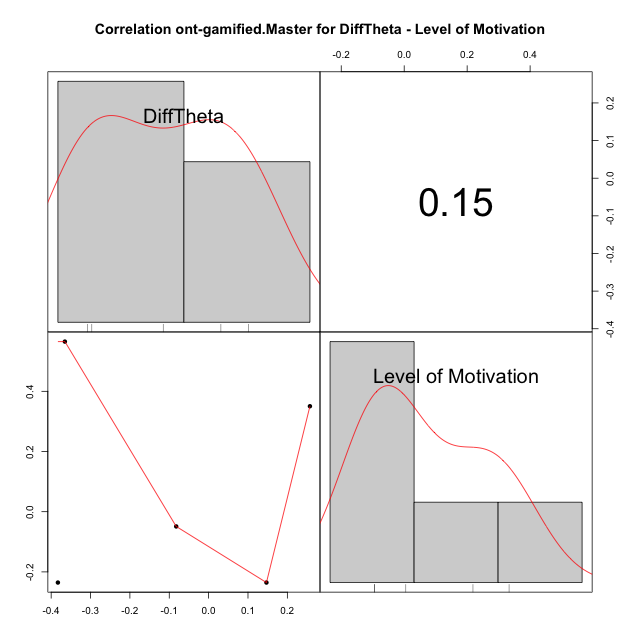 Correlation ont-gamified.Master for DiffTheta - Level of Motivation
-0.2 0.0 0.2 0.4
DiffTheta
0.15
0.2
0.1
0.0
-0.1
-0.2
-0.3
-0.4
Level of Motivation
0.4
0.2
0.0
-0.2
-0.4 -0.3 -0.2 -0.1 0.0 0.1 0.2